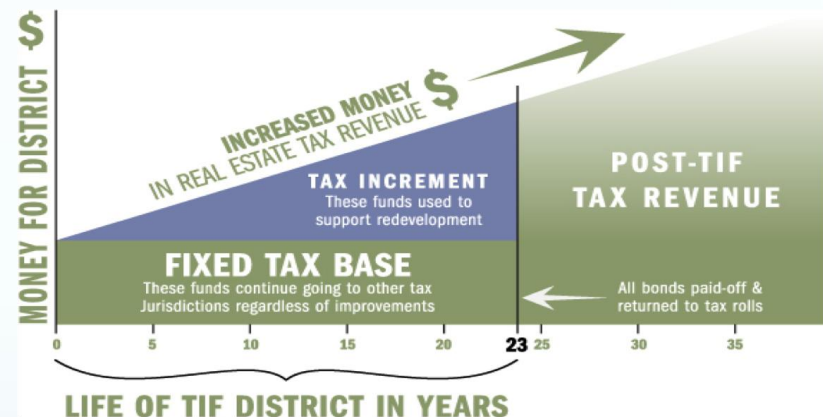 $
MONEY FOR DISTRICT
INCREASED MONEY
IN REAL ESTATE TAX REVENUE
$
TAX INCREMENT
These funds used to
support redevelopment
POST-TIF
TAX REVENUE
FIXED TAX BASE
These funds continue going to other tax
Jurisdictions regardless of improvements
All bonds paid-off &
returned to tax rolls
0 5 10 15 20 23 25 30 35
LIFE OF TIF DISTRICT IN YEARS